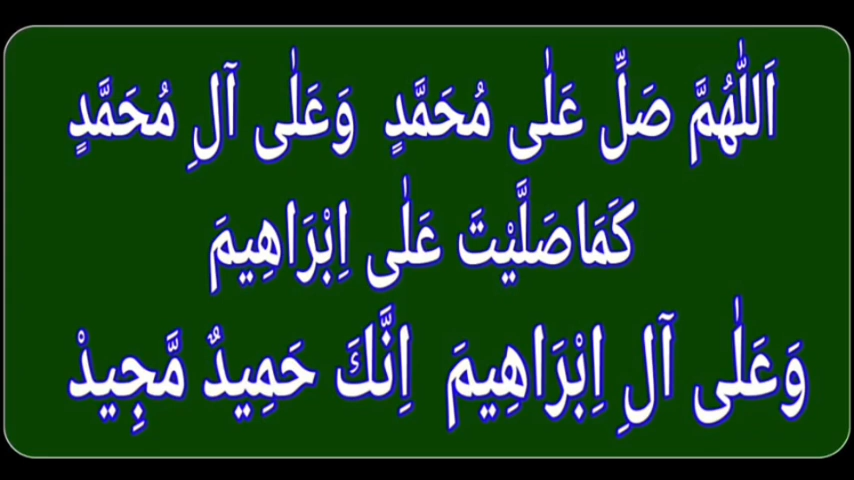 اَللّٰهُمَّ صَلِّ عَلٰى مُحَمَّدٍ وَعَلٰى آلِ مُحَمَّدٍ
كَمَاصَلَّيْتَ عَلٰى اِبْرَاهِيمَ
وَعَلٰى آلِ اِبْرَاهِيمَ اِنَّكَ حَمِيدٌ مَّجِيدْ